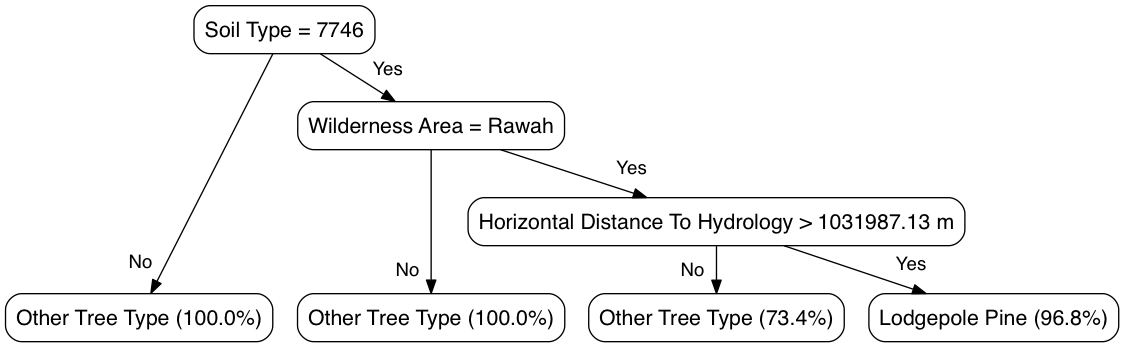 Soil Type = 7746
Yes
Wilderness Area = Rawah
Yes
Horizontal Distance To Hydrology > 1031987.13 m
No
No
No
Yes
Other Tree Type (100.0%)
Other Tree Type (100.0%)
Other Tree Type (73.4%)
Lodgepole Pine (96.8%)